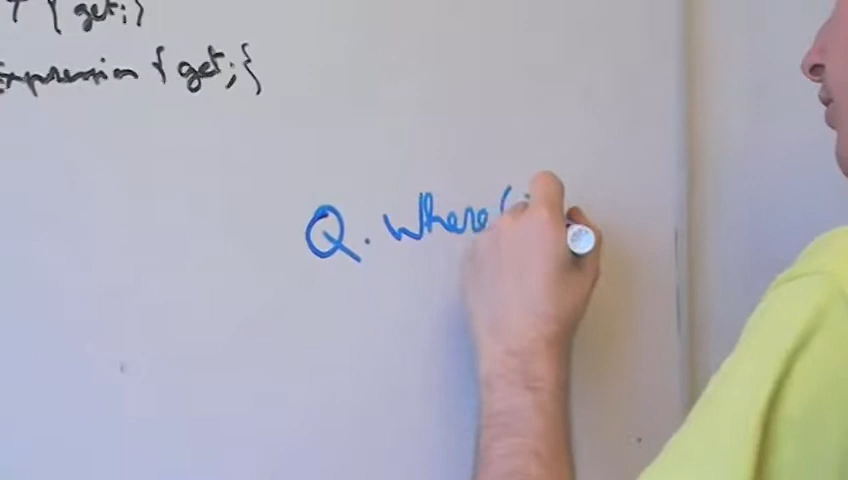 T { get; }
Expression { get; {
Q. Where(